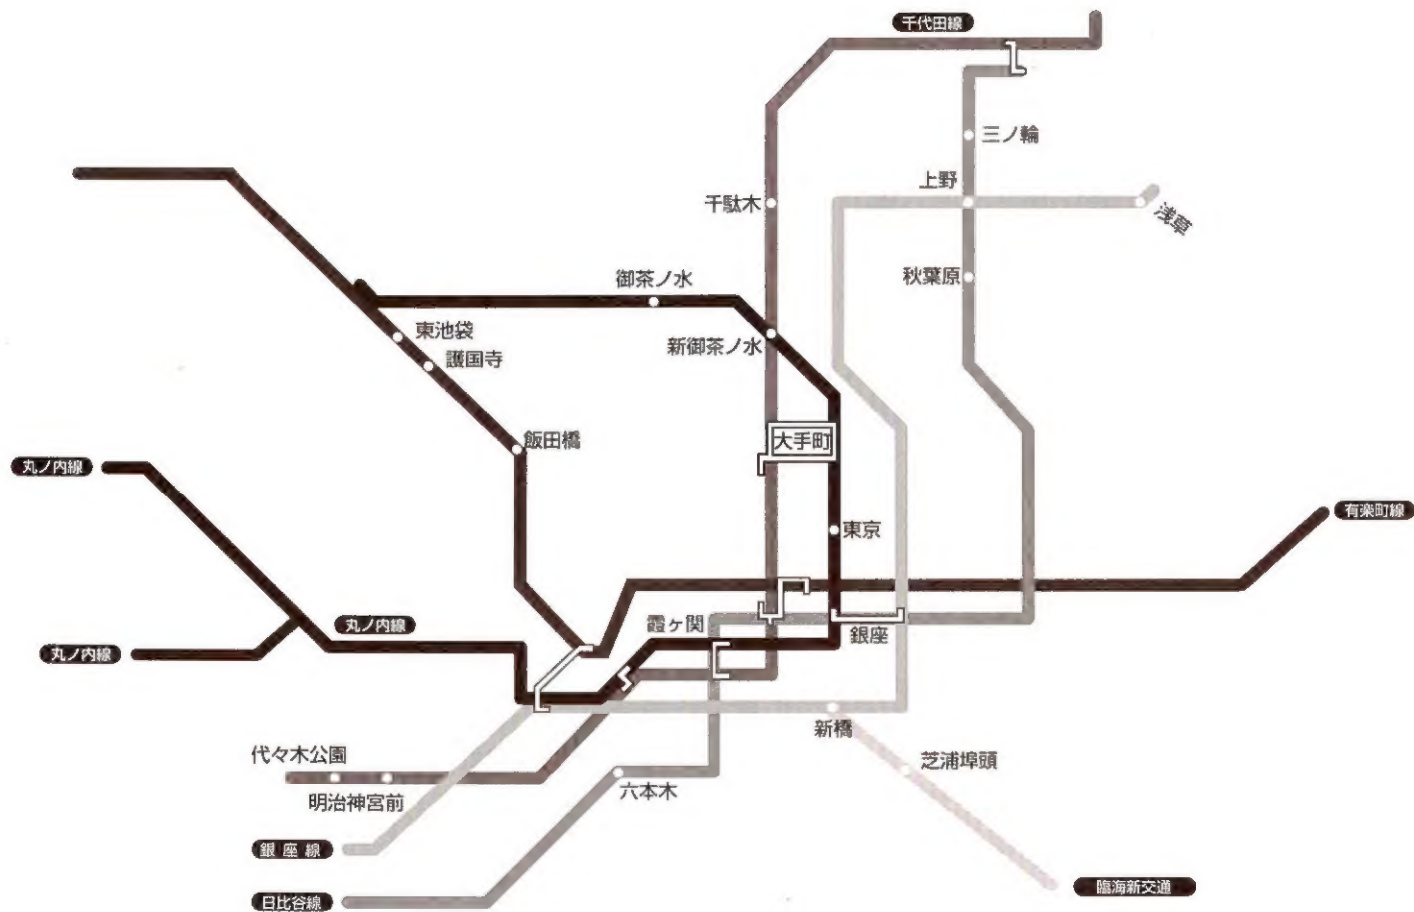 千代田線
三ノ輪
上野
千駄木
浅草
御茶ノ水
秋葉原
東池袋
新御茶ノ水
護国寺
飯田橋
大手町
丸ノ内線
有楽町線
東京
丸ノ内線
霞ヶ関
銀座
丸ノ内線
新橋
代々木公園
芝浦埠頭
明治神宮前
六本木
銀座線
臨海新交通
日比谷線